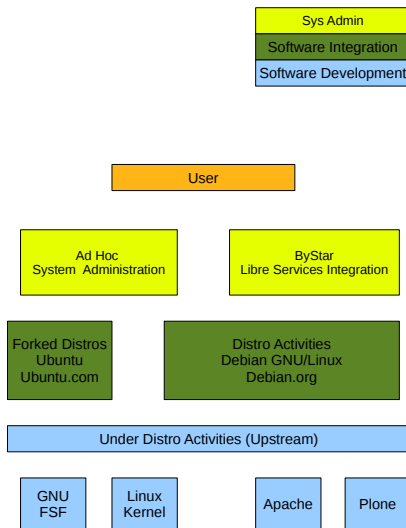 Sys Admin
Software Integration
Software Development
User
Ad Hoc
System Administration
ByStar
Libre Services Integration
Forked Distros
Ubuntu
Ubuntu.com
Distro Activities
Debian GNU/Linux
Debian.org
Under Distro Activities (Upstream)
GNU
FSF
Linux
Kernel
Apache
Plone